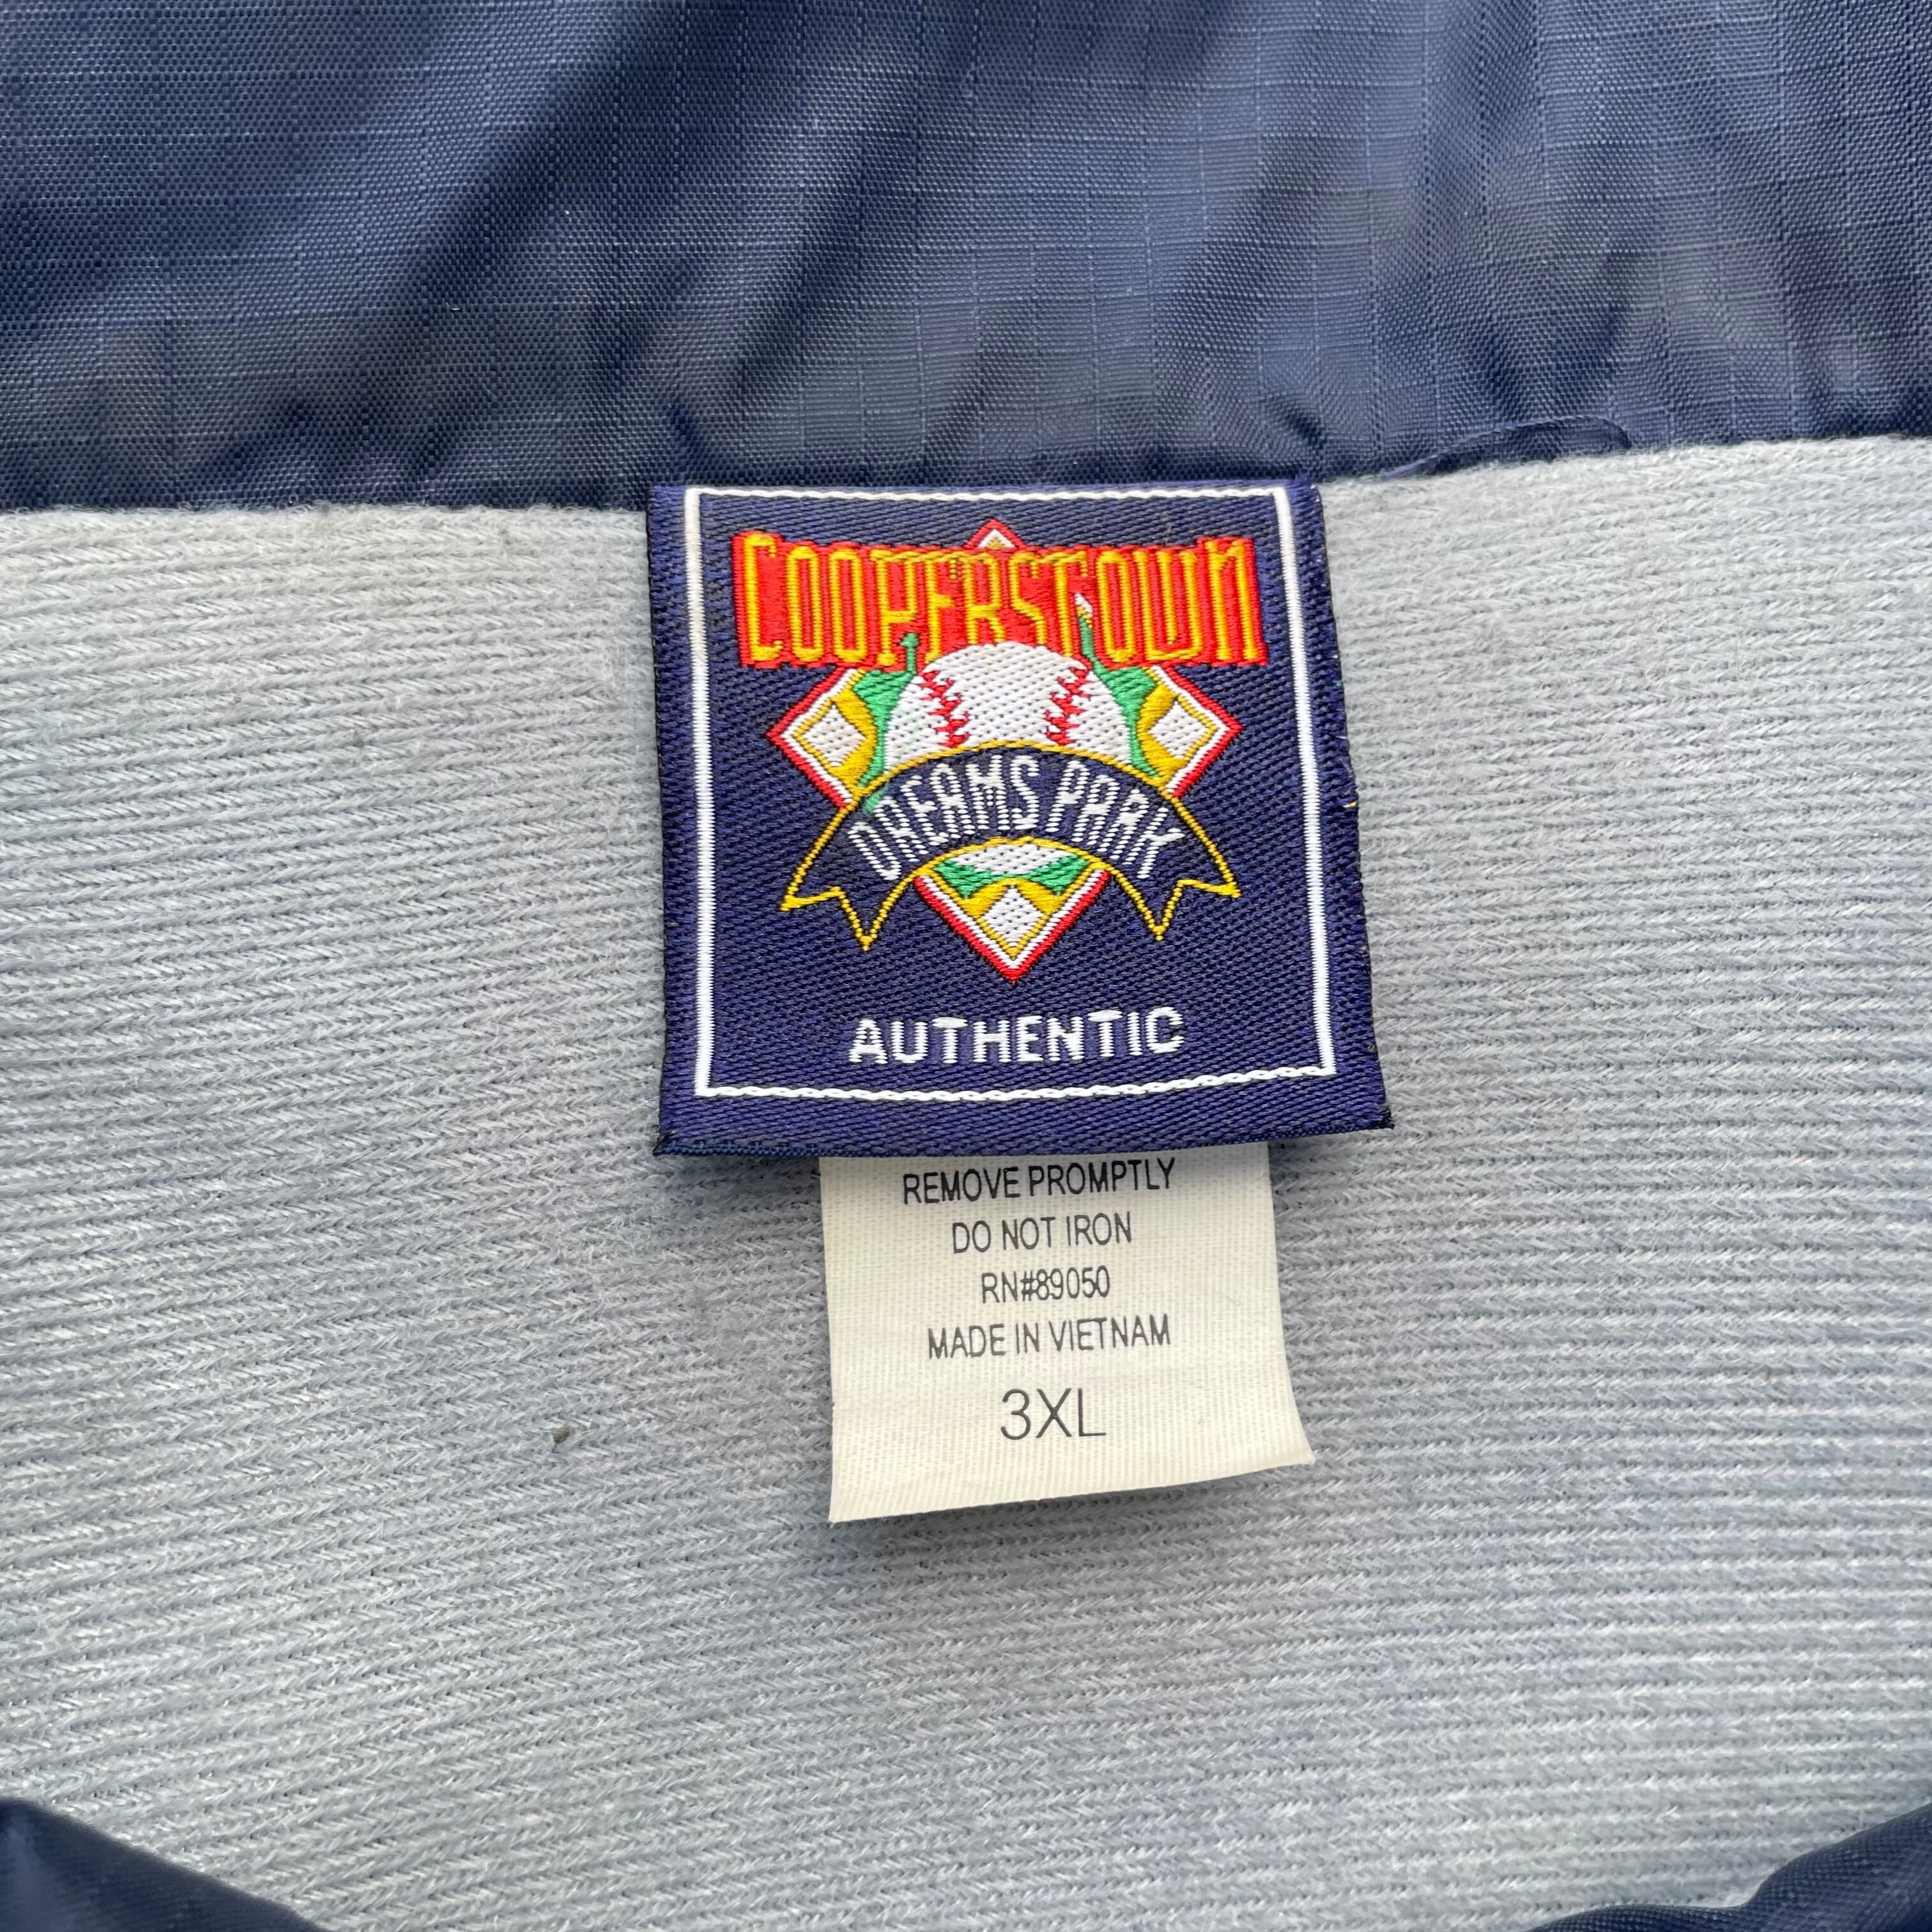 COOPERSTOWN
DREAMS PARK
AUTHENTIC
REMOVE PROMPTLY
DO NOT IRON
RN#89050
MADE IN VIETNAM
3XL